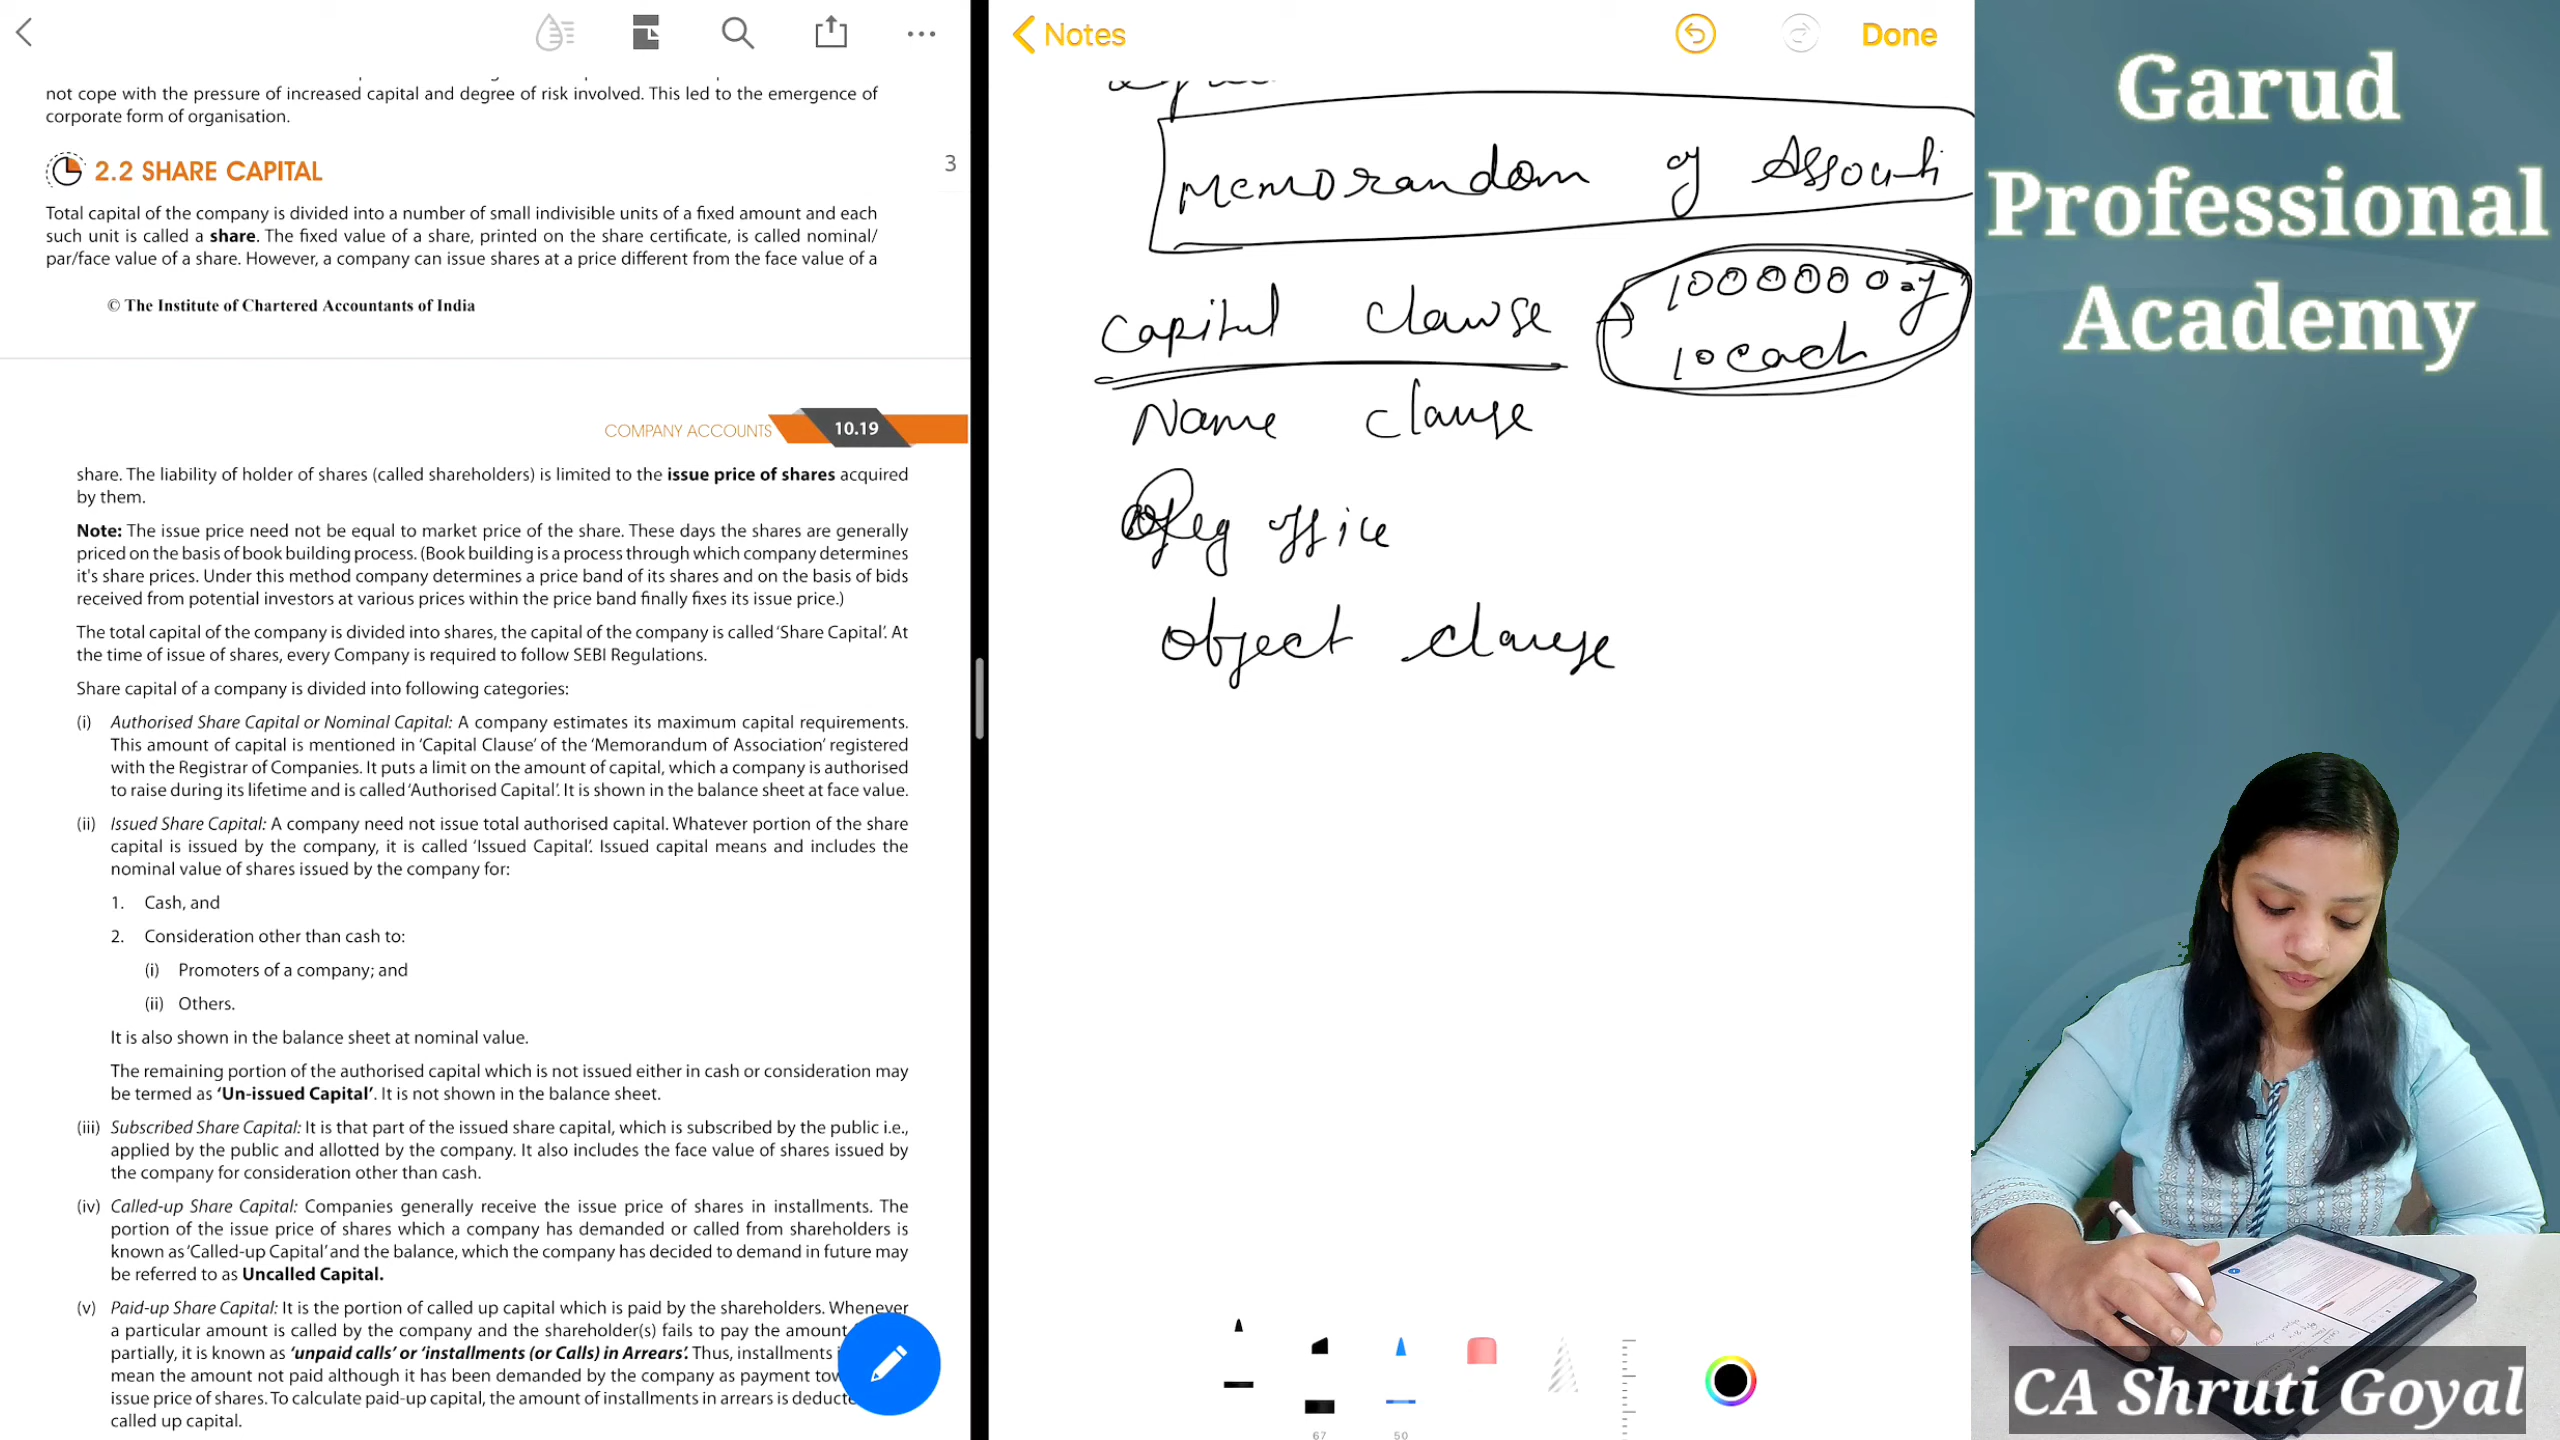 not cope with the pressure of increased capital and degree of risk involved. This led to the emergence of
corporate form of organisation.
2.2 SHARE CAPITAL
3
Total capital of the company is divided into a number of small indivisible units of a fixed amount and each
such unit is called a share. The fixed value of a share, printed on the share certificate, is called nominal/
par/face value of a share. However, a company can issue shares at a price different from the face value of a
© The Institute of Chartered Accountants of India
COMPANY ACCOUNTS 10.19
share. The liability of holder of shares (called shareholders) is limited to the issue price of shares acquired
by them.
Note: The issue price need not be equal to market price of the share. These days the shares are generally
priced on the basis of book building process. (Book building is a process through which company determines
it's share prices. Under this method company determines a price band of its shares and on the basis of bids
received from potential investors at various prices within the price band finally fixes its issue price.)
The total capital of the company is divided into shares, the capital of the company is called 'Share Capital'. At
the time of issue of shares, every Company is required to follow SEBI Regulations.
Share capital of a company is divided into following categories:
(i) Authorised Share Capital or Nominal Capital: A company estimates its maximum capital requirements.
This amount of capital is mentioned in 'Capital Clause' of the 'Memorandum of Association' registered
with the Registrar of Companies. It puts a limit on the amount of capital, which a company is authorised
to raise during its lifetime and is called 'Authorised Capital'. It is shown in the balance sheet at face value.
(ii) Issued Share Capital: A company need not issue total authorised capital. Whatever portion of the share
capital is issued by the company, it is called 'Issued Capital'. Issued capital means and includes the
nominal value of shares issued by the company for:
1. Cash, and
2. Consideration other than cash to:
(i) Promoters of a company; and
(ii) Others.
It is also shown in the balance sheet at nominal value.
The remaining portion of the authorised capital which is not issued either in cash or consideration may
be termed as 'Un-issued Capital'. It is not shown in the balance sheet.
(iii) Subscribed Share Capital: It is that part of the issued share capital, which is subscribed by the public i.e.,
applied by the public and allotted by the company. It also includes the face value of shares issued by
the company for consideration other than cash.
(iv) Called-up Share Capital: Companies generally receive the issue price of shares in installments. The
portion of the issue price of shares which a company has demanded or called from shareholders is
known as 'Called-up Capital' and the balance, which the company has decided to demand in future may
be referred to as Uncalled Capital.
(v) Paid-up Share Capital: It is the portion of called up capital which is paid by the shareholders. Whenever
a particular amount is called by the company and the shareholder(s) fails to pay the amount
partially, it is known as 'unpaid calls' or 'installments (or Calls) in Arrears'. Thus, installments
mean the amount not paid although it has been demanded by the company as payment
issue price of shares. To calculate paid-up capital, the amount of installments in arrears is
called up capital.
Notes
Done
Memorandom of Associ
Capital clause
1000000 of
10 each
Name clause
Reg office
object clause
67
50
Garud
Professional
Academy
CA Shruti Goyal